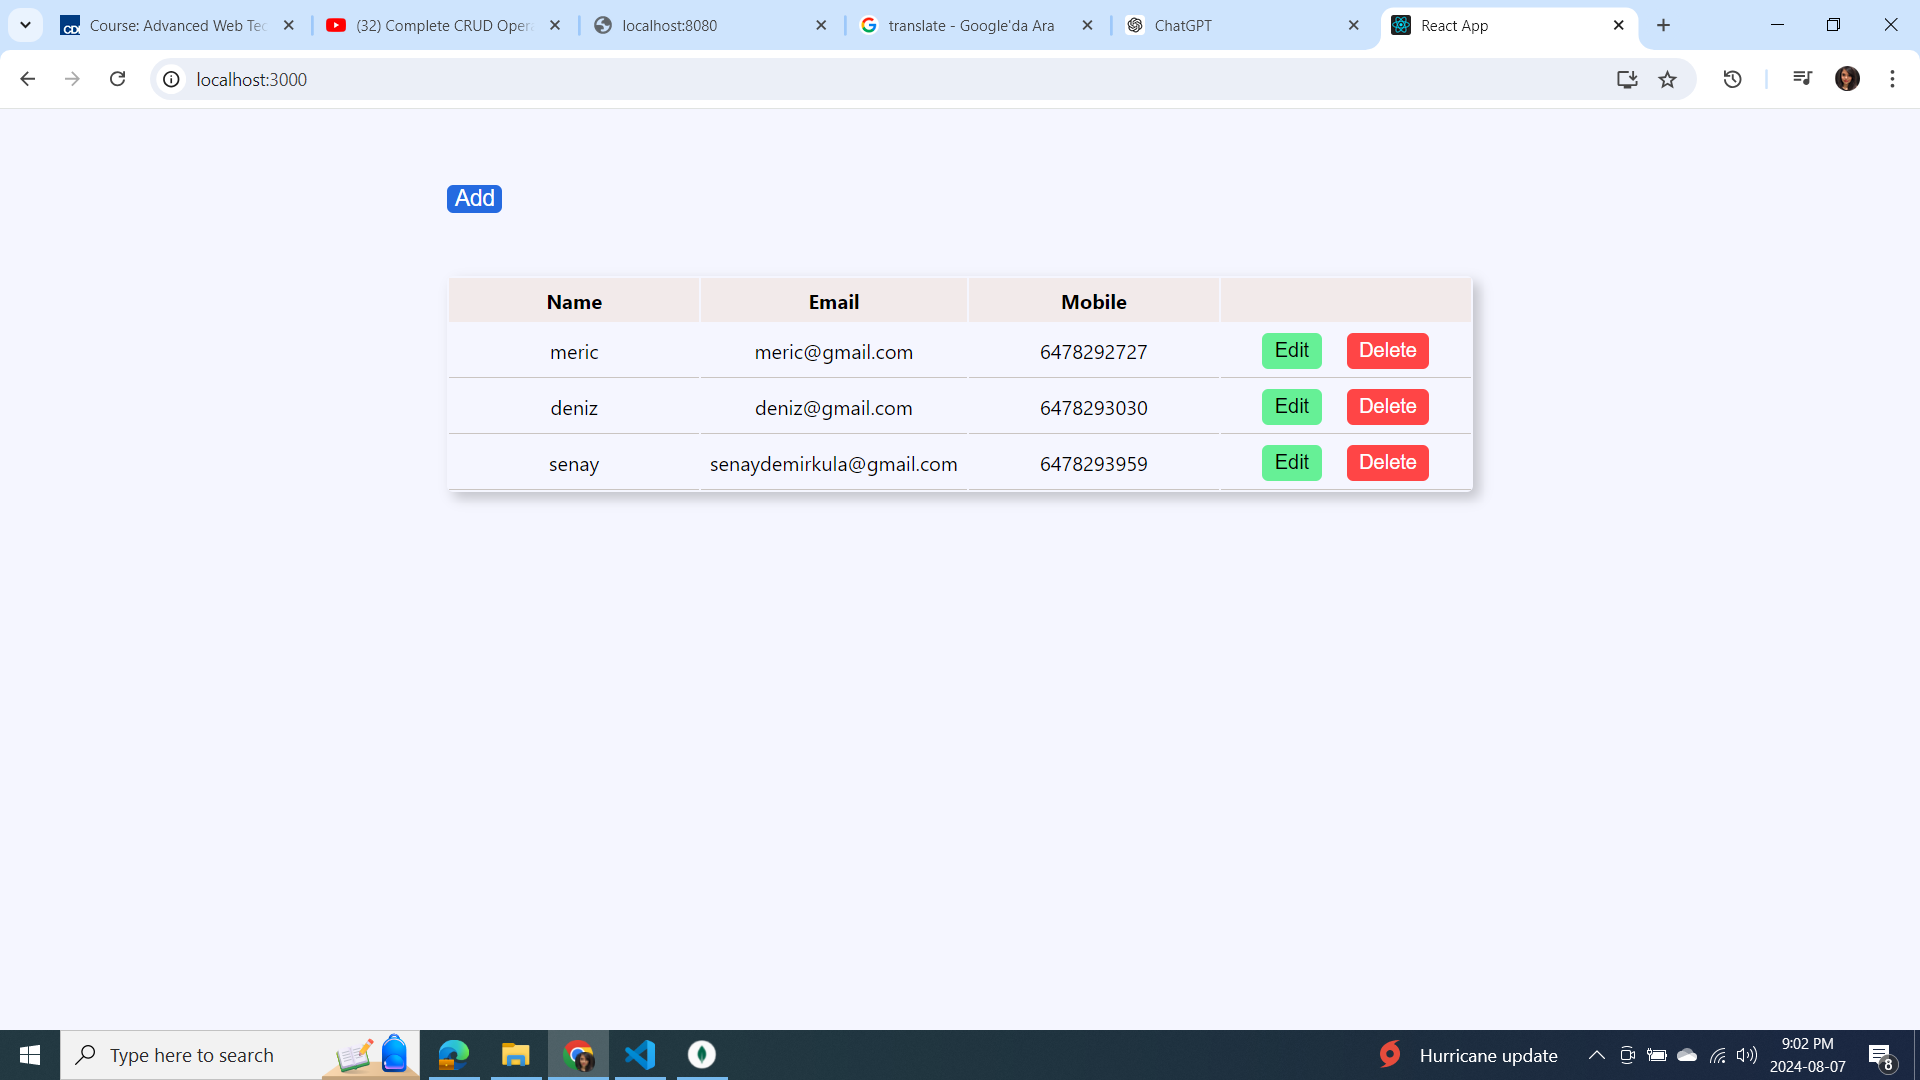 Course: Advanced Web Tec
(32) Complete CRUD Opera
localhost:8080
translate - Google'da Ara
ChatGPT
React App
localhost:3000
Add
Name Email Mobile
meric meric@gmail.com 6478292727 Edit Delete
deniz deniz@gmail.com 6478293030 Edit Delete
senay senaydemirkula@gmail.com 6478293959 Edit Delete
Type here to search
Hurricane update
9:02 PM
2024-08-07
8